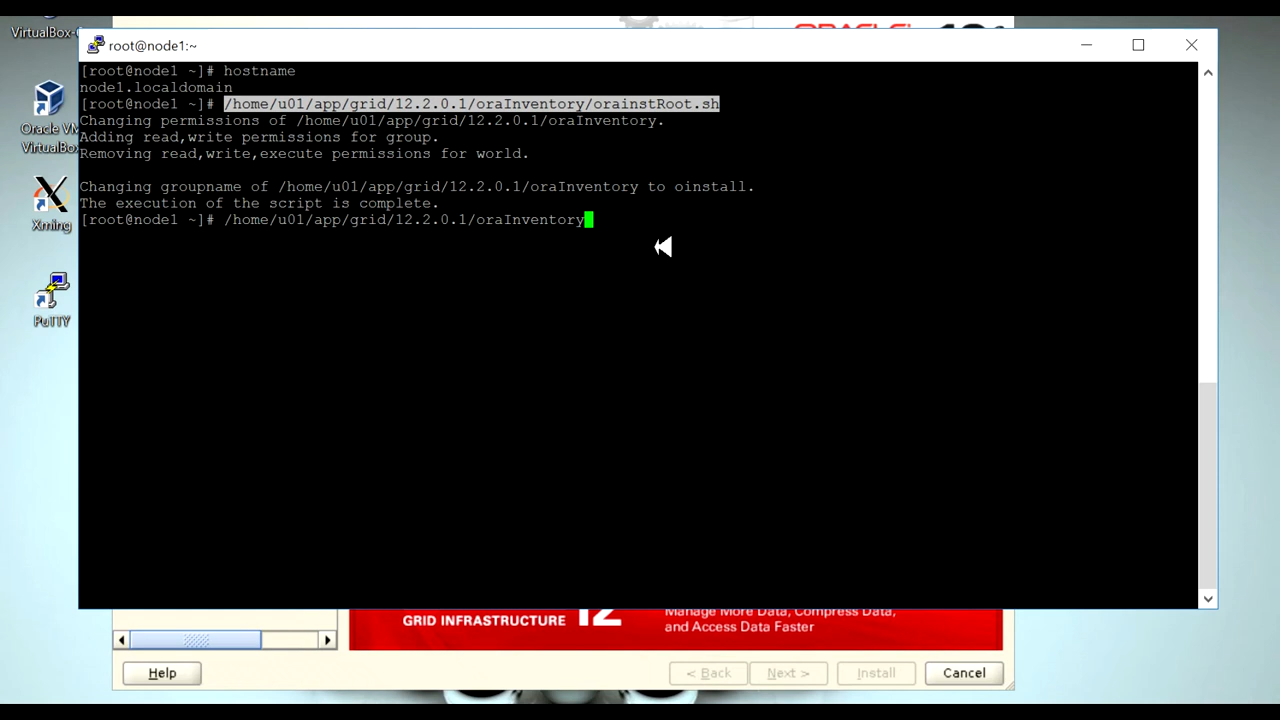 VirtualBox-
ORACLE
root@node1:~
[root@node1 ~]# hostname
node1.localdomain
[root@node1 ~]# /home/u01/app/grid/12.2.0.1/oraInventory/orainstRoot.sh
Changing permissions of /home/u01/app/grid/12.2.0.1/oraInventory.
Adding read,write permissions for group.
Removing read,write,execute permissions for world.
Changing groupname of /home/u01/app/grid/12.2.0.1/oraInventory to oinstall.
The execution of the script is complete.
[root@node1 ~]# /home/u01/app/grid/12.2.0.1/oraInventory
Oracle VM
VirtualBox
Xming
PuTTY
GRID INFRASTRUCTURE 12
Manage More Data, Compress Data,
and Access Data Faster
Help
< Back
Next >
Install
Cancel